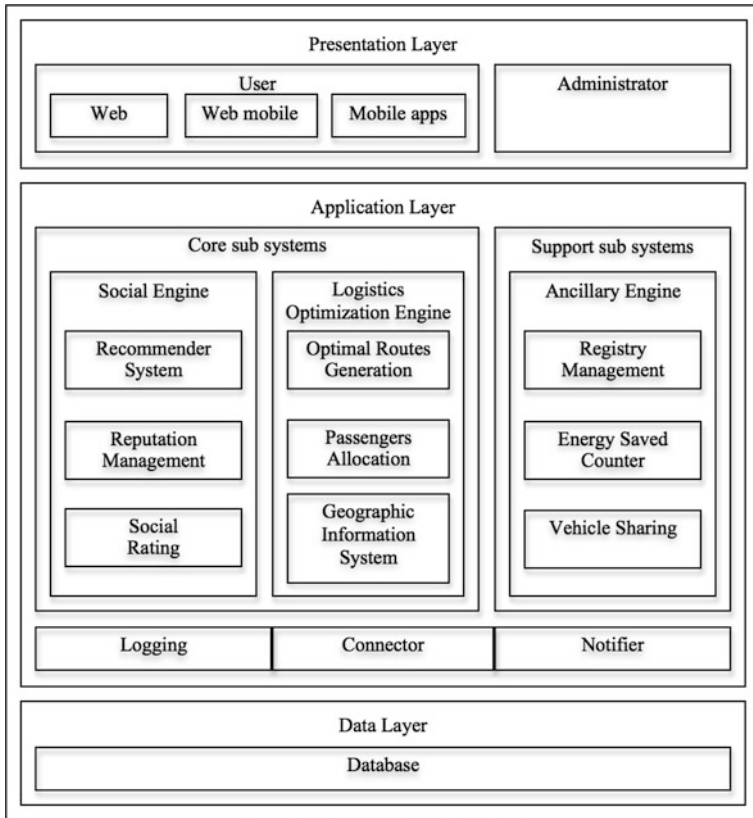 Presentation Layer
User
Web
Web mobile
Mobile apps
Administrator
Application Layer
Core sub systems
Social Engine
Recommender
System
Reputation
Management
Social
Rating
Logistics
Optimization Engine
Optimal Routes
Generation
Passengers
Allocation
Geographic
Information
System
Support sub systems
Ancillary Engine
Registry
Management
Energy Saved
Counter
Vehicle Sharing
Logging
Connector
Notifier
Data Layer
Database